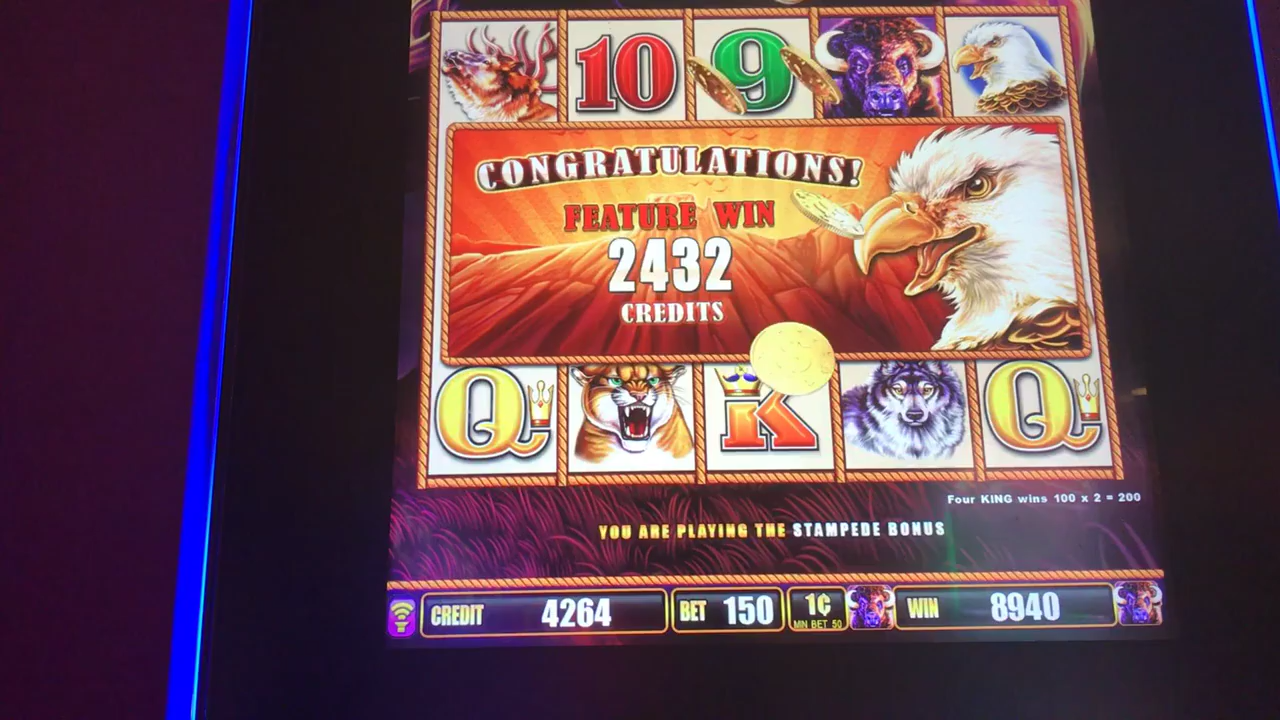 10 9
CONGRATULATIONS!
FEATURE WIN
2432
CREDITS
Q K Q
Four KING wins 100 x 2 = 200
YOU ARE PLAYING THE STAMPEDE BONUS
CREDIT 4264 BET 150 1¢ WIN 8940
MIN BET 50